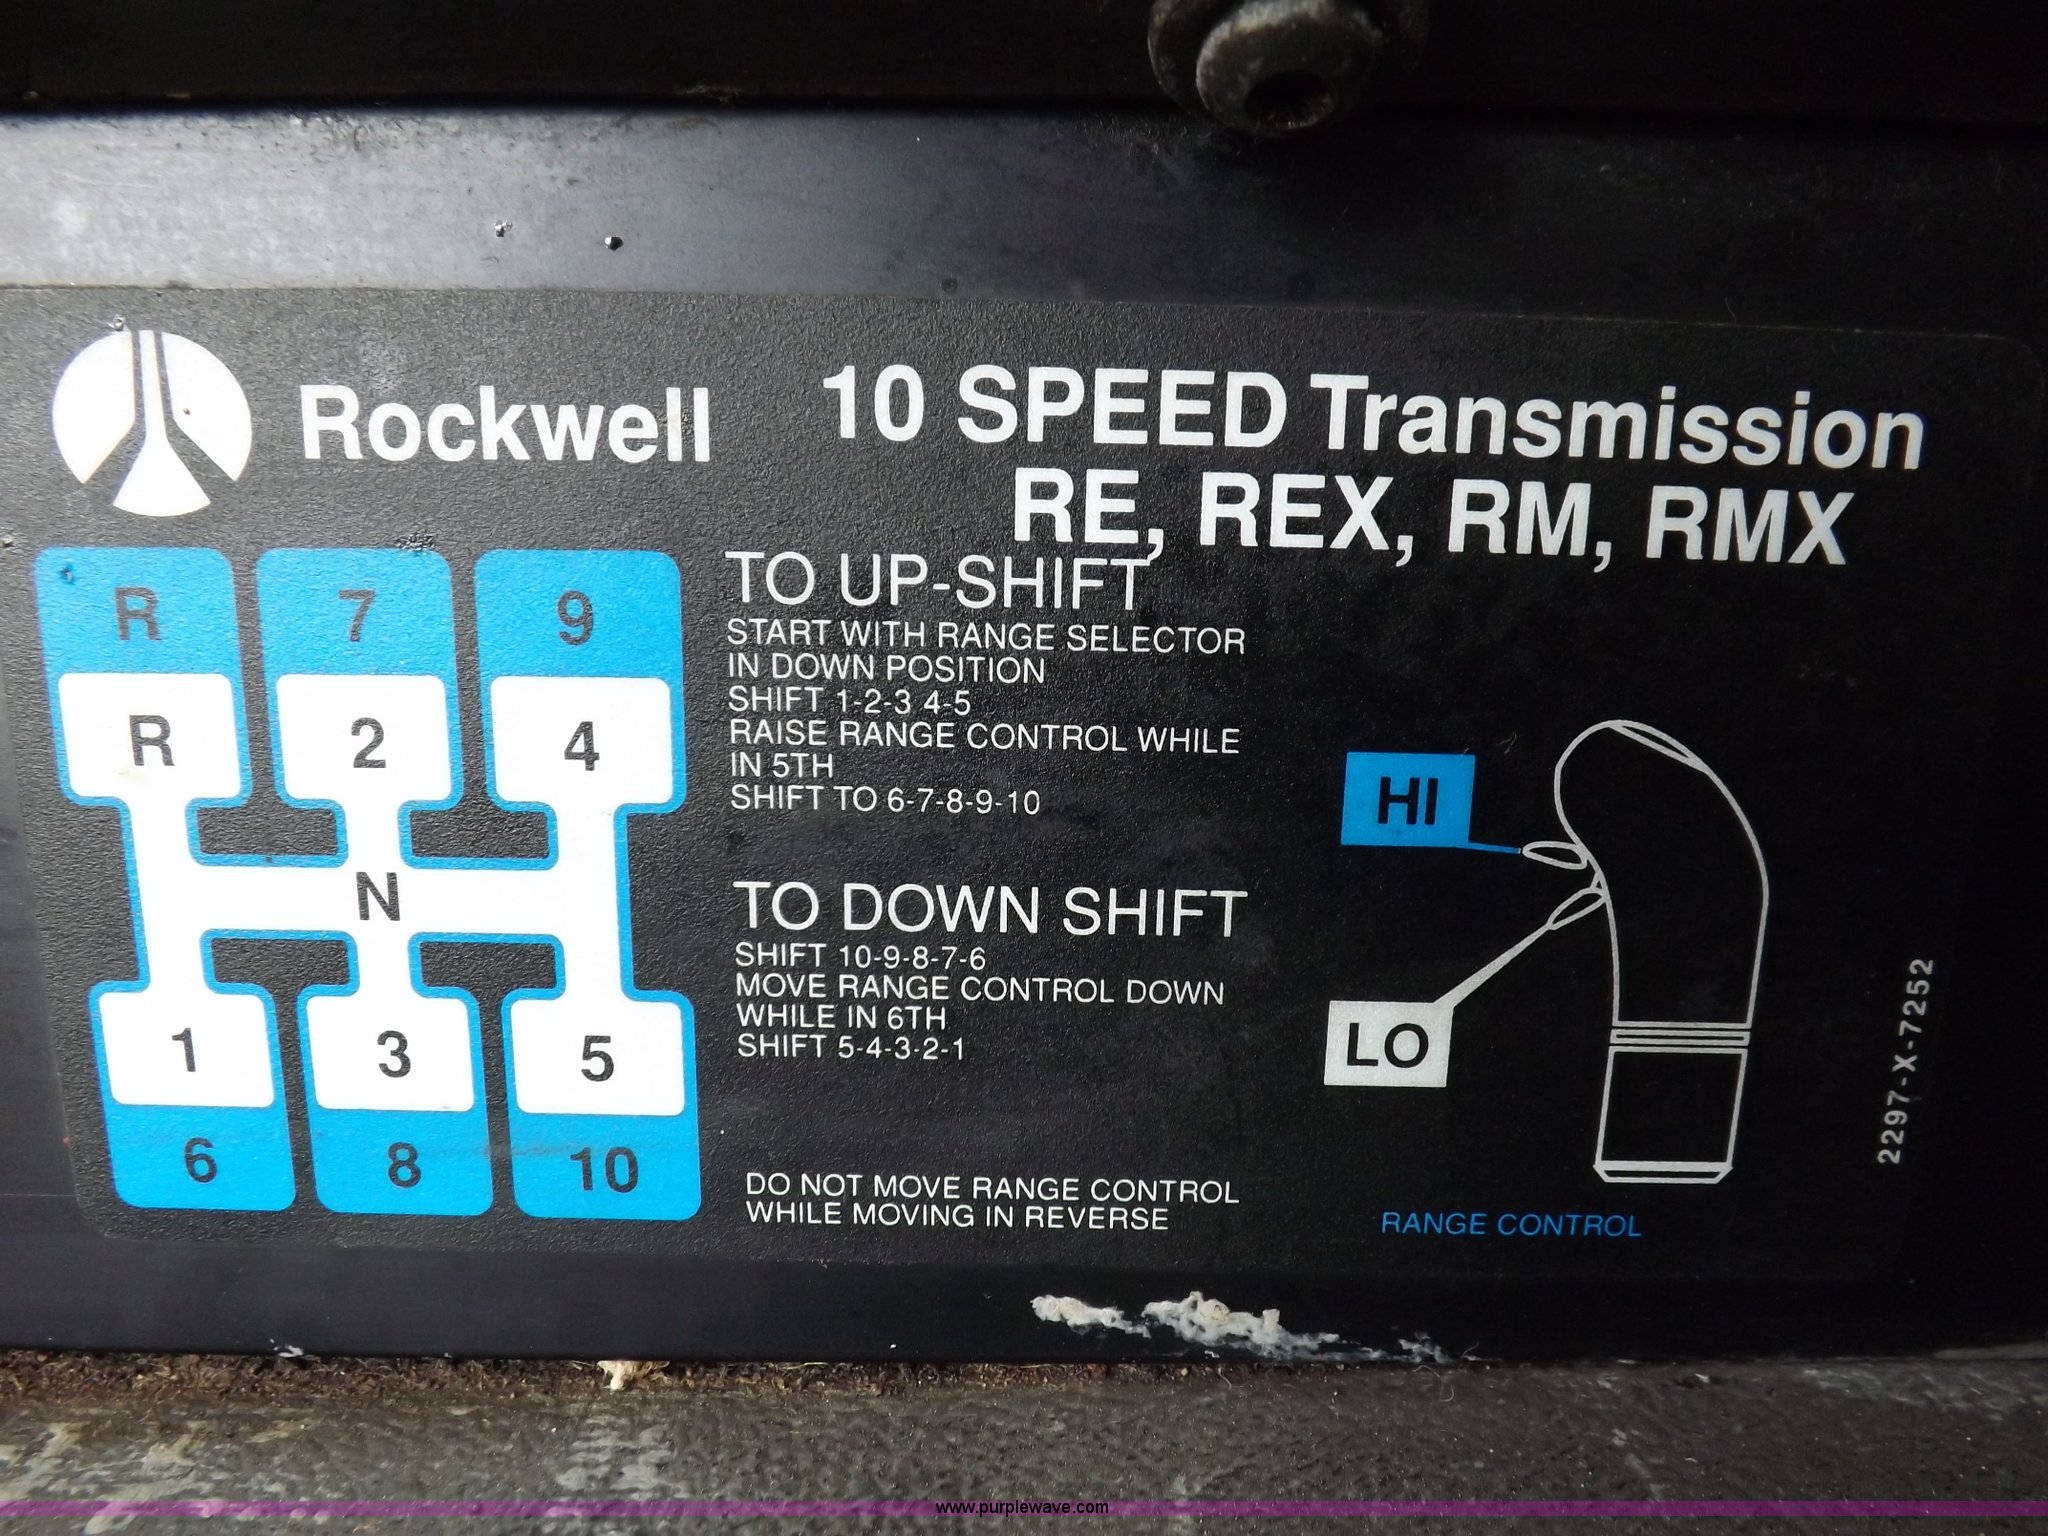 Rockwell
10 SPEED Transmission
RE, REX, RM, RMX
R 7 9
R 2 4
N
1 3 5
6 8 10
TO UP-SHIFT
START WITH RANGE SELECTOR
IN DOWN POSITION
SHIFT 1-2-3 4-5
RAISE RANGE CONTROL WHILE
IN 5TH
SHIFT TO 6-7-8-9-10
TO DOWN SHIFT
SHIFT 10-9-8-7-6
MOVE RANGE CONTROL DOWN
WHILE IN 6TH
SHIFT 5-4-3-2-1
DO NOT MOVE RANGE CONTROL
WHILE MOVING IN REVERSE
HI
LO
RANGE CONTROL
2297-X-7252
www.purplewave.com